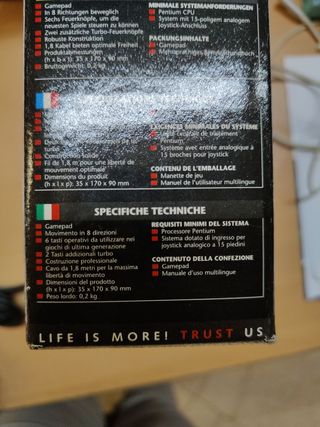 Gamepad
In 8 Richtungen beweglich
Sechs Feuerknöpfe, um die
neuesten Spiele steuern zu können
Zwei zusätzliche Turbo-Feuerknöpfe
Robuste Konstruktion
1,8 Kabel bieten optimale Freiheit
Produktabmessungen
(h x b x t): 35 x 170 x 90 mm
Bruttogewicht: 0,2 kg
MINIMALE SYSTEMANFORDERUNGEN
Pentium CPU
System mit 15-poligem analogem
Joystick-Anschluss
PACKUNGSINHALTE
Gamepad
Mehrsprachiges Benutzerhandbuch
turbo
Construction solide
Fil de 1,8 m pour une liberté de
mouvement optimale
Dimensions du produit
(h x l x p): 35 x 170 x 90 mm
EXIGENCES MINIMALES DU SYSTÈME
Unité centrale de traitement
Pentium
Système avec entrée analogique à
15 broches pour joystick
CONTENU DE L'EMBALLAGE
Manette de jeu
Manuel de l'utilisateur multilingue
SPECIFICHE TECHNICHE
Gamepad
Movimento in 8 direzioni
6 tasti operativi da utilizzare nei
giochi di ultima generazione
2 Tasti addizionali turbo
Costruzione professionale
Cavo da 1,8 m per la massima
libertà di movimento
Dimensioni del prodotto
(h x l x p): 35 x 170 x 90 mm
Peso lordo: 0,2 kg
REQUISITI MINIMI DEL SISTEMA
Processore Pentium
Sistema dotato di ingresso per
joystick analogico a 15 piedini
CONTENUTO DELLA CONFEZIONE
Gamepad
Manuale d'uso multilingue
LIFE IS MORE! TRUST US